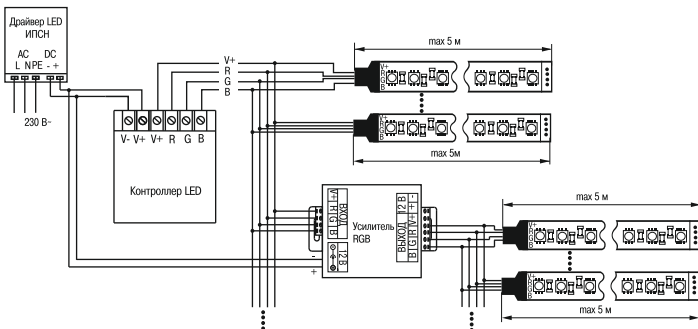 Драйвер LED
ИПСН
AC DC
L N PE - +
230 В~
V- V+ V+ R G B
Контроллер LED
V+
R
G
B
max 5 м
V+
R
G
B
max 5м
V+
R
G
B
V+ R G B
ВХОД
12 В
Усилитель
RGB
ВЫХОД 12 В
B G R V+ - +
-
+
max 5 м
V+
R
G
B
max 5 м
V+
R
G
B